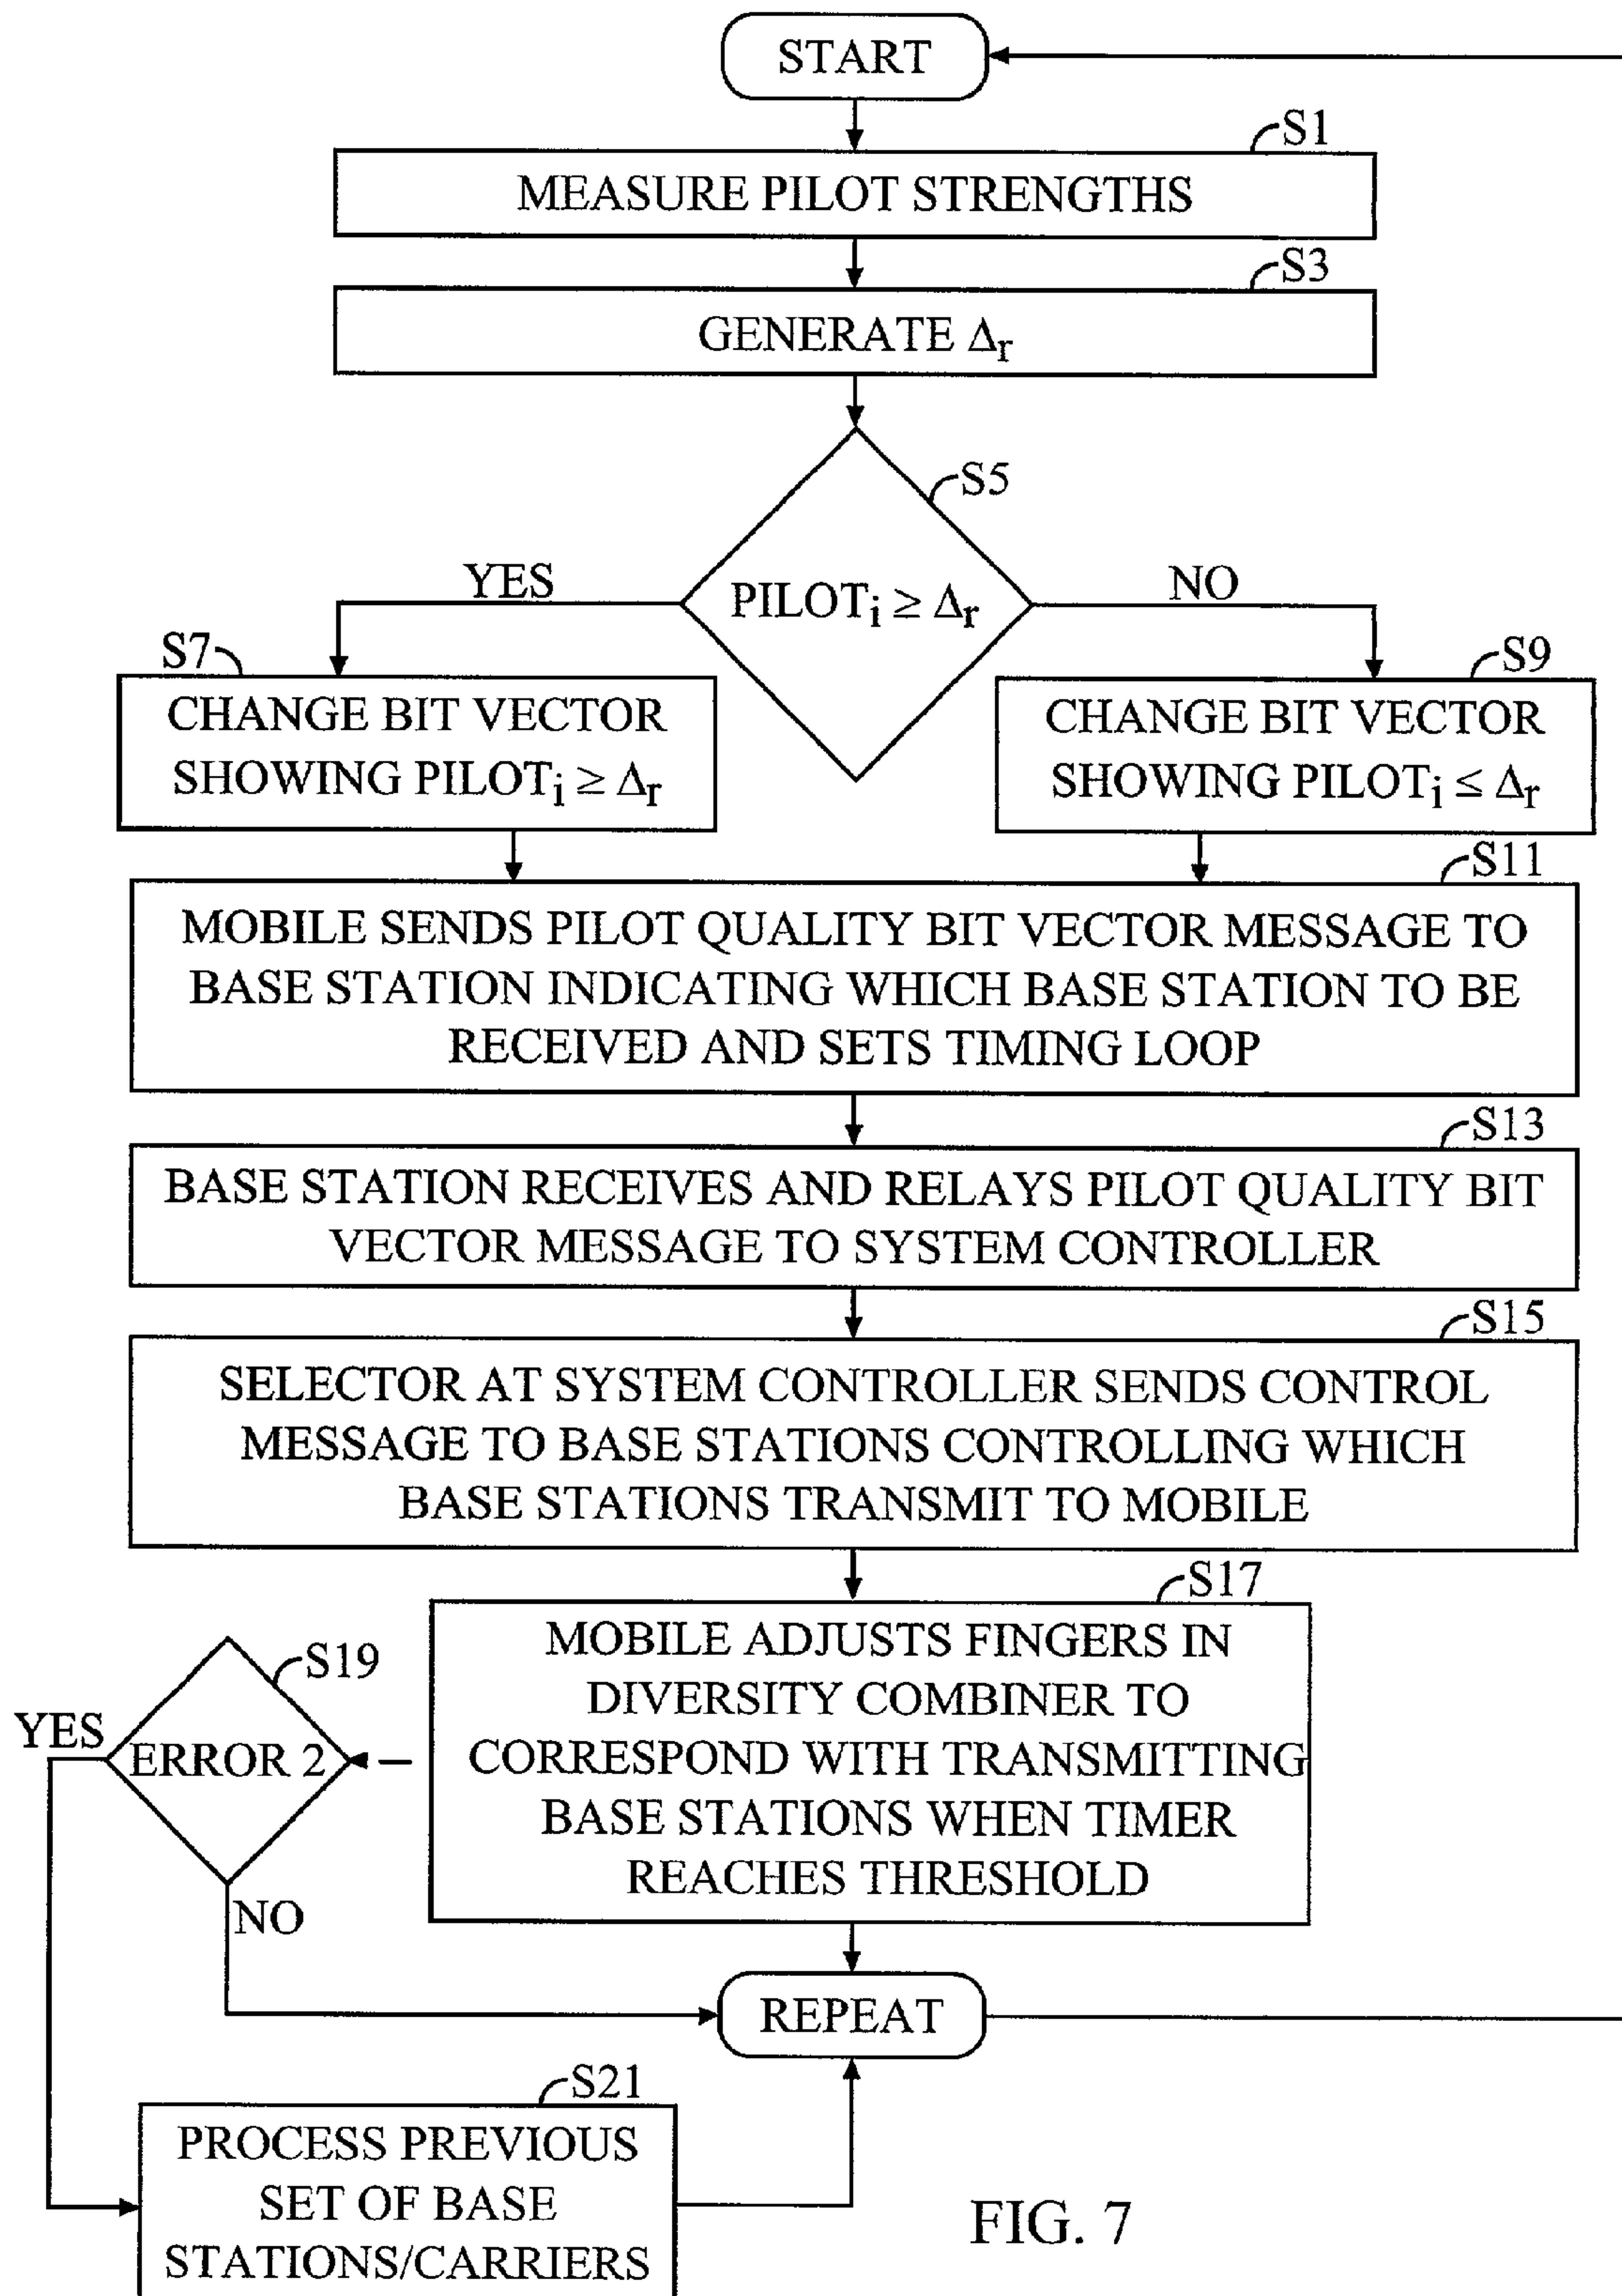 START
S1
MEASURE PILOT STRENGTHS
S3
GENERATE Δr
S5
PILOTi ≥ Δr
YES
NO
S7
CHANGE BIT VECTOR
SHOWING PILOTi ≥ Δr
S9
CHANGE BIT VECTOR
SHOWING PILOTi ≤ Δr
S11
MOBILE SENDS PILOT QUALITY BIT VECTOR MESSAGE TO
BASE STATION INDICATING WHICH BASE STATION TO BE
RECEIVED AND SETS TIMING LOOP
S13
BASE STATION RECEIVES AND RELAYS PILOT QUALITY BIT
VECTOR MESSAGE TO SYSTEM CONTROLLER
S15
SELECTOR AT SYSTEM CONTROLLER SENDS CONTROL
MESSAGE TO BASE STATIONS CONTROLLING WHICH
BASE STATIONS TRANSMIT TO MOBILE
S17
MOBILE ADJUSTS FINGERS IN
DIVERSITY COMBINER TO
CORRESPOND WITH TRANSMITTING
BASE STATIONS WHEN TIMER
REACHES THRESHOLD
S19
ERROR 2
YES
NO
REPEAT
S21
PROCESS PREVIOUS
SET OF BASE
STATIONS/CARRIERS
FIG. 7